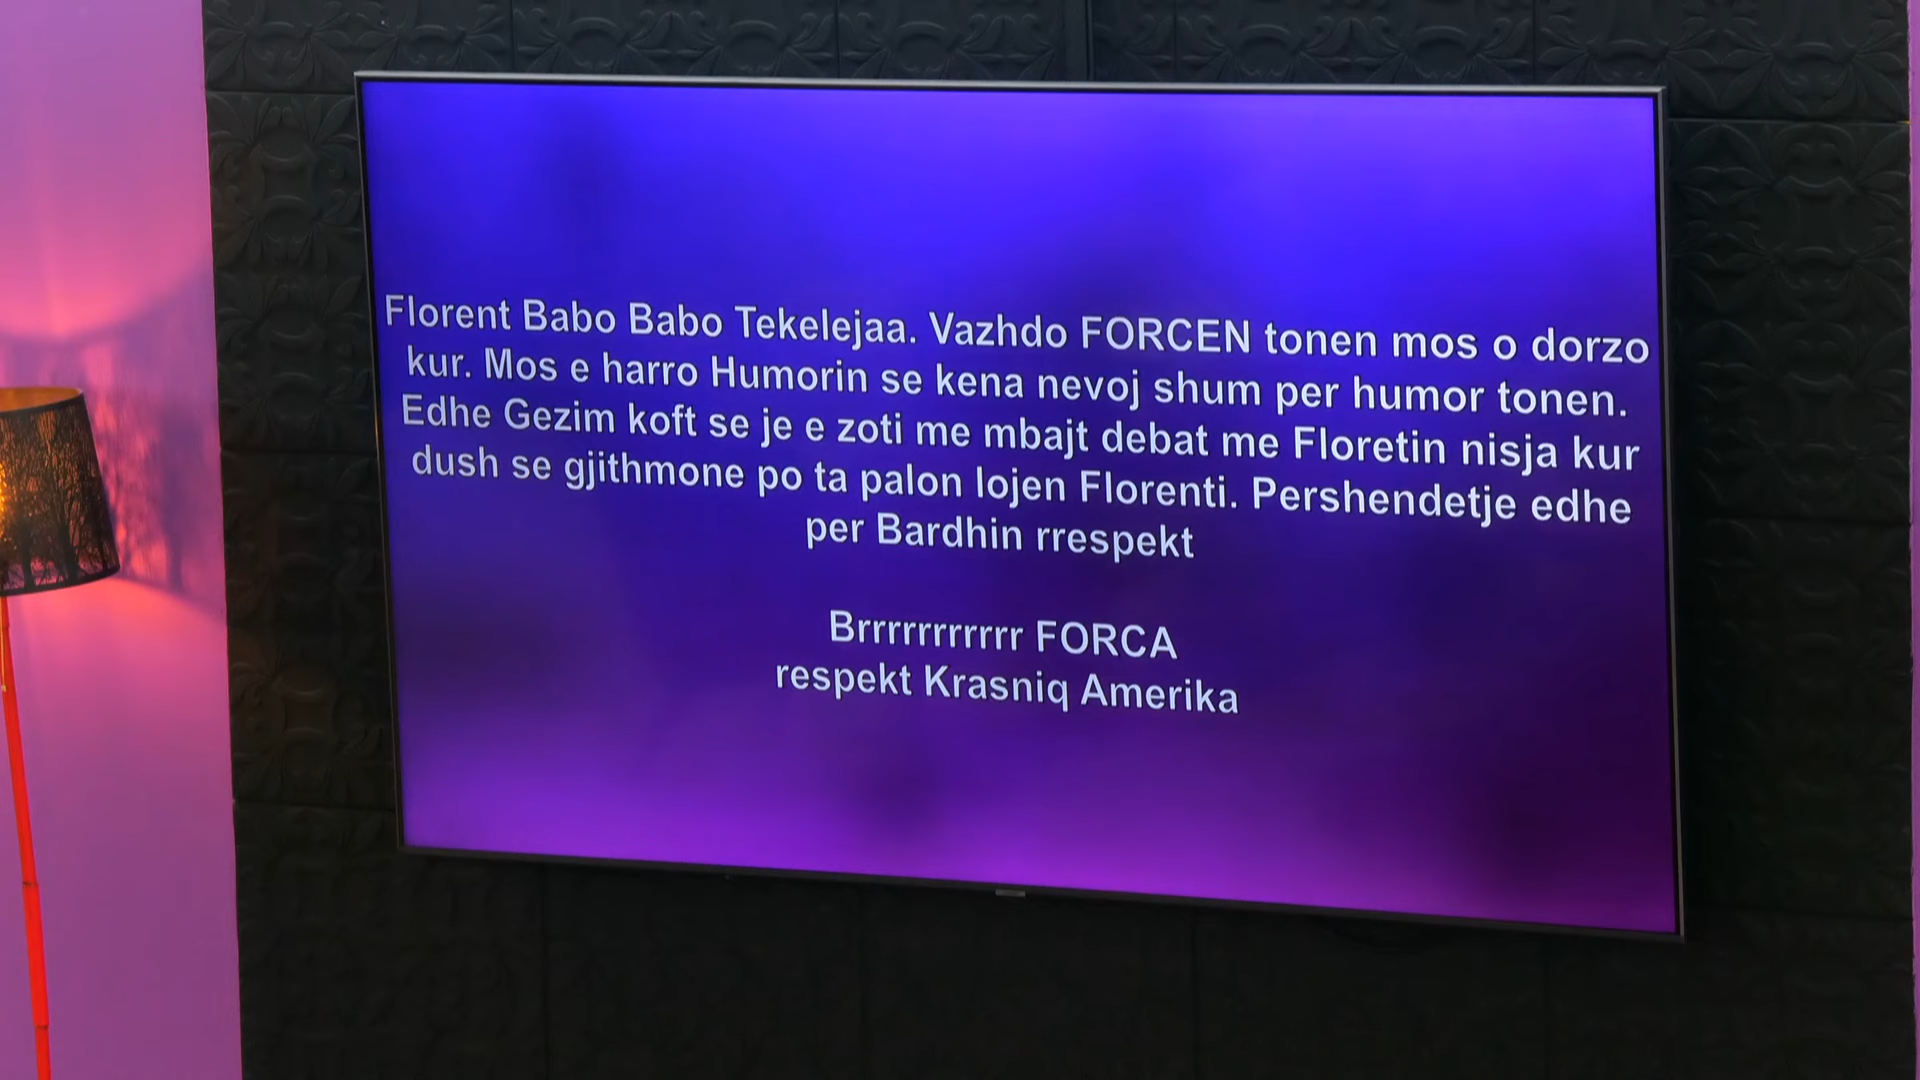 Florent Babo Babo Tekelejaa. Vazhdo FORCEN tonen mos o dorzo
kur. Mos e harro Humorin se kena nevoj shum per humor tonen.
Edhe Gezim koft se je e zoti me mbajt debat me Floretin nisja kur
dush se gjithmone po ta palon lojen Florenti. Pershendetje edhe
per Bardhin rrespekt
Brrrrrrrrrrrr FORCA
respekt Krasniq Amerika